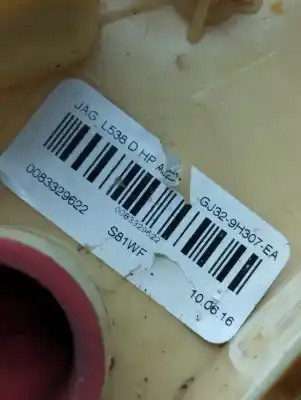 JAG L538 D HP
GJ32-9H307-EA
0083329622
0083329622
S81WF
10.06.16